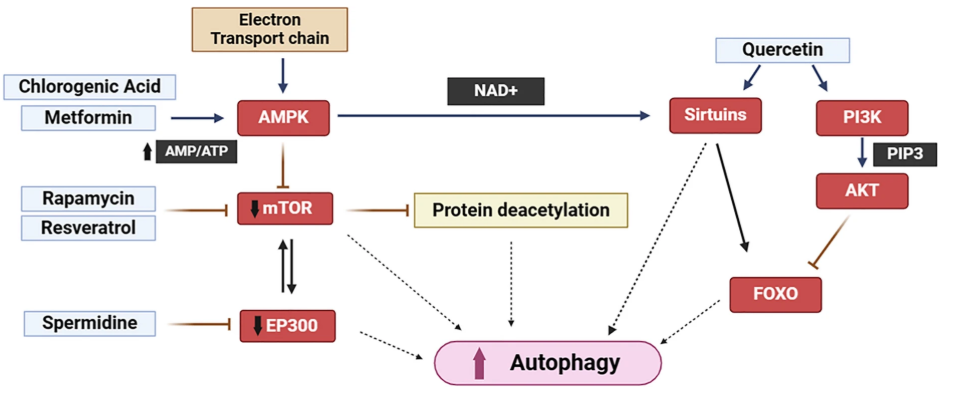 Electron
Transport chain
Quercetin
Chlorogenic Acid
NAD+
Metformin
AMPK
Sirtuins
PI3K
AMP/ATP
PIP3
AKT
Rapamycin
mTOR
Protein deacetylation
Resveratrol
FOXO
Spermidine
EP300
Autophagy